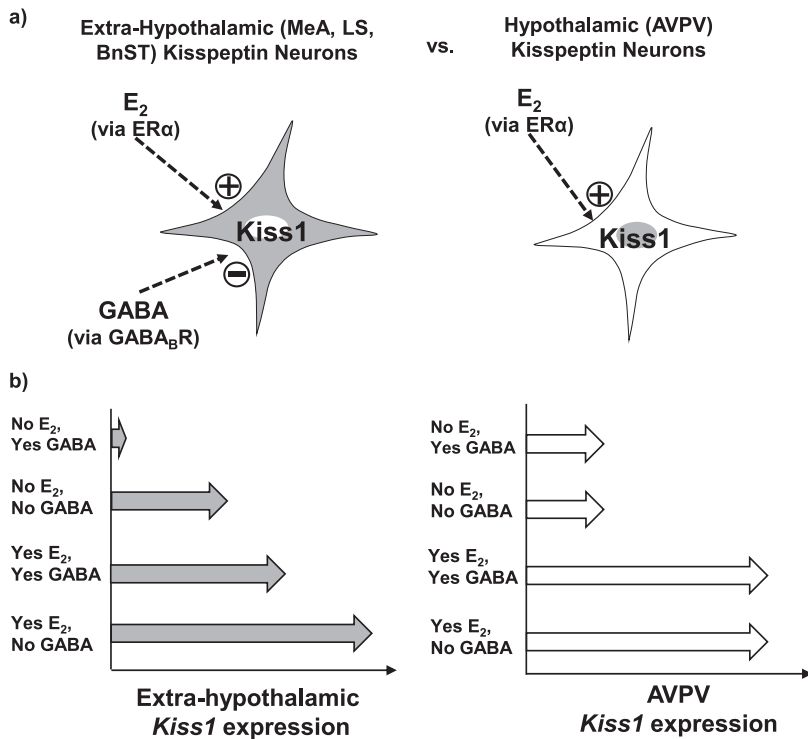 a)
Extra-Hypothalamic (MeA, LS,
BnST) Kisspeptin Neurons
vs.
Hypothalamic (AVPV)
Kisspeptin Neurons
E₂
(via ERα)
+
Kiss1
−
GABA
(via GABA_BR)
E₂
(via ERα)
+
Kiss1
b)
No E₂,
Yes GABA
No E₂,
No GABA
Yes E₂,
Yes GABA
Yes E₂,
No GABA
Extra-hypothalamic
Kiss1 expression
No E₂,
Yes GABA
No E₂,
No GABA
Yes E₂,
Yes GABA
Yes E₂,
No GABA
AVPV
Kiss1 expression